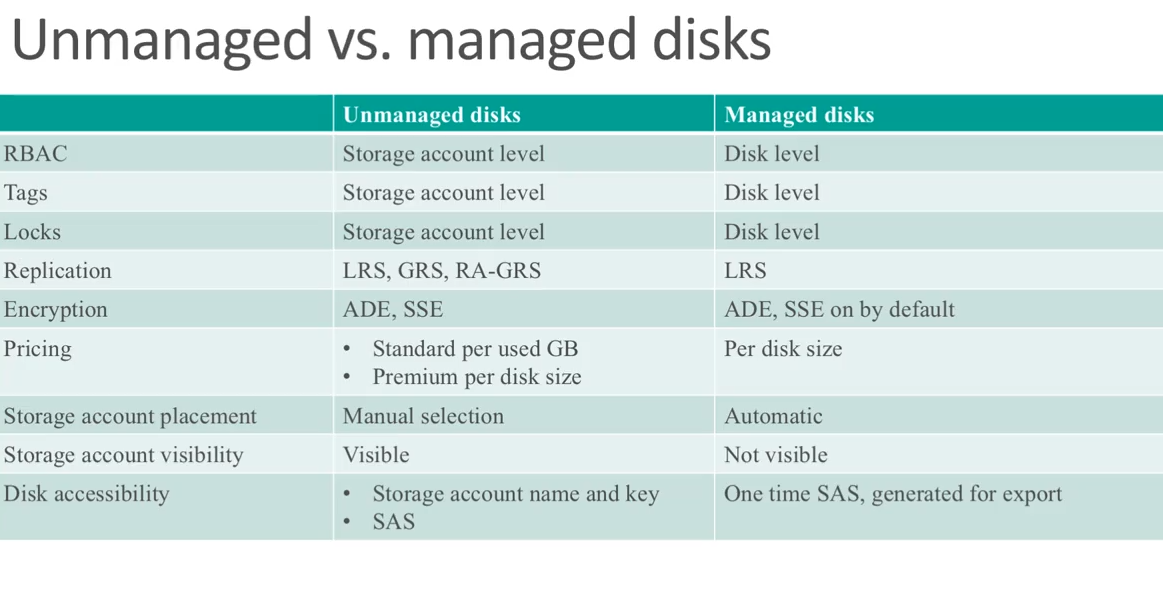 Unmanaged vs. managed disks
Unmanaged disks Managed disks
RBAC Storage account level Disk level
Tags Storage account level Disk level
Locks Storage account level Disk level
Replication LRS, GRS, RA-GRS LRS
Encryption ADE, SSE ADE, SSE on by default
Pricing • Standard per used GB Per disk size
• Premium per disk size
Storage account placement Manual selection Automatic
Storage account visibility Visible Not visible
Disk accessibility • Storage account name and key One time SAS, generated for export
• SAS